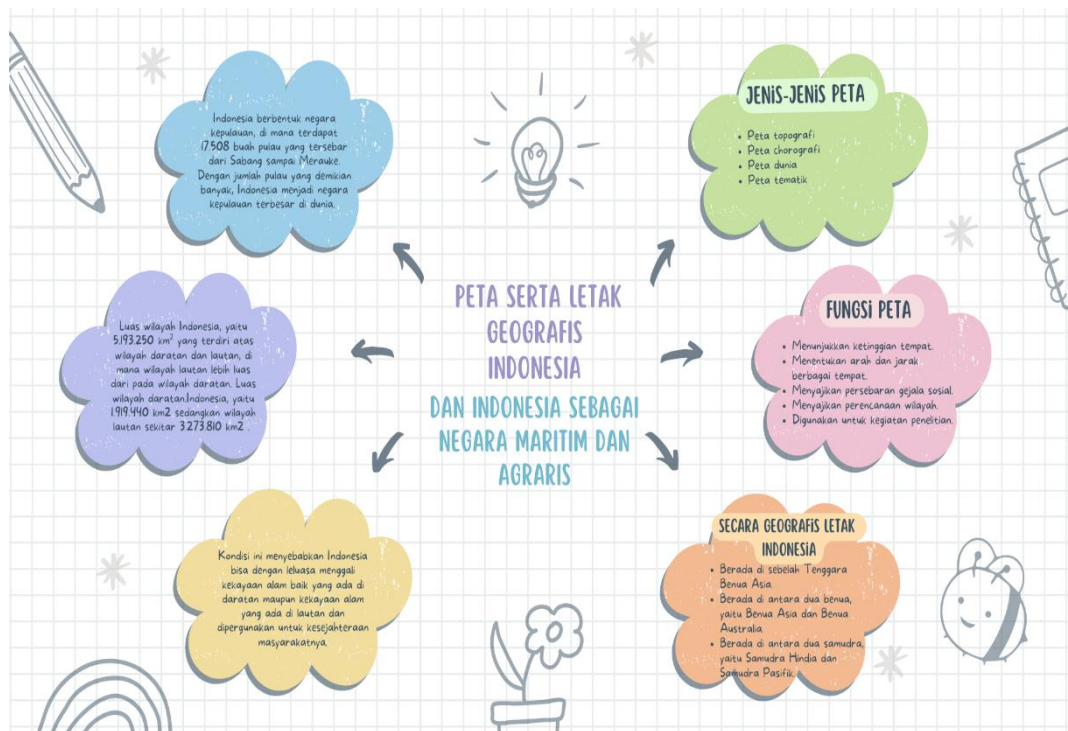 Indonesia berbentuk negara
kepulauan, di mana terdapat
17.508 buah pulau yang tersebar
dari Sabang sampai Merauke.
Dengan jumlah pulau yang demikian
banyak, Indonesia menjadi negara
kepulauan terbesar di dunia.
JENIS-JENIS PETA
• Peta topografi
• Peta chorografi
• Peta dunia
• Peta tematik
PETA SERTA LETAK
GEOGRAFIS
INDONESIA
DAN INDONESIA SEBAGAI
NEGARA MARITIM DAN
AGRARIS
Luas wilayah Indonesia, yaitu
5.193.250 km² yang terdiri atas
wilayah daratan dan lautan, di
mana wilayah lautan lebih luas
dari pada wilayah daratan. Luas
wilayah daratan.Indonesia, yaitu
1.919.440 km2 sedangkan wilayah
lautan sekitar 3.273.810 km2 .
FUNGSI PETA
• Menunjukkan ketinggian tempat.
• Menentukan arah dan jarak
berbagai tempat.
• Menyajikan persebaran gejala sosial.
• Menyajikan perencanaan wilayah.
• Digunakan untuk kegiatan penelitian.
Kondisi ini menyebabkan Indonesia
bisa dengan leluasa menggali
kekayaan alam baik yang ada di
daratan maupun kekayaan alam
yang ada di lautan dan
dipergunakan untuk kesejahteraan
masyarakatnya.
SECARA GEOGRAFIS LETAK
INDONESIA
• Berada di sebelah Tenggara
Benua Asia.
• Berada di antara dua benua,
yaitu Benua Asia dan Benua
Australia
• Berada di antara dua samudra,
yaitu Samudra Hindia dan
Samudra Pasifik.